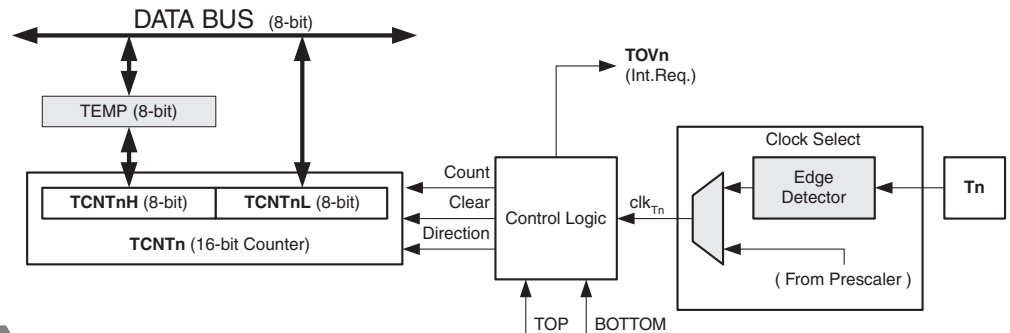 DATA BUS (8-bit)
TOVn
(Int.Req.)
TEMP (8-bit)
Clock Select
Count
Edge
Detector
Tn
TCNTnH (8-bit) TCNTnL (8-bit)
Clear
Control Logic
clkTn
Direction
TCNTn (16-bit Counter)
( From Prescaler )
TOP BOTTOM